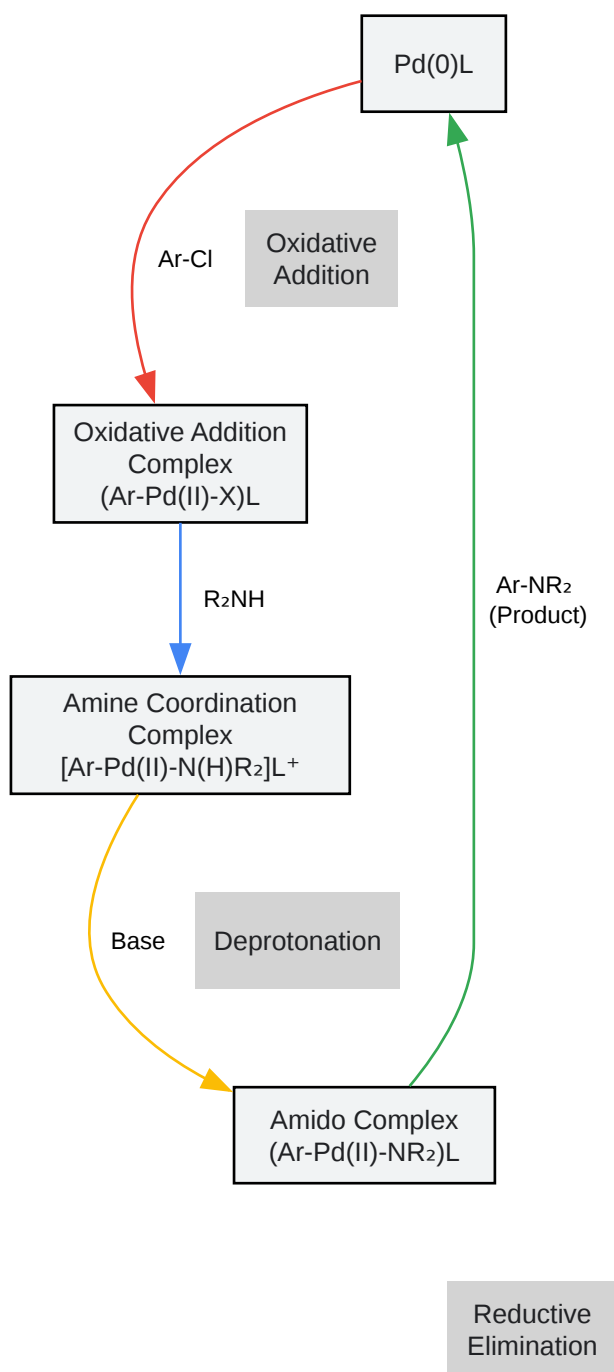 Pd(0)L
Oxidative
Addition
Ar-Cl
Oxidative Addition
Complex
(Ar-Pd(II)-X)L
R₂NH
Ar-NR₂
(Product)
Amine Coordination
Complex
[Ar-Pd(II)-N(H)R₂]L⁺
Base
Deprotonation
Amido Complex
(Ar-Pd(II)-NR₂)L
Reductive
Elimination